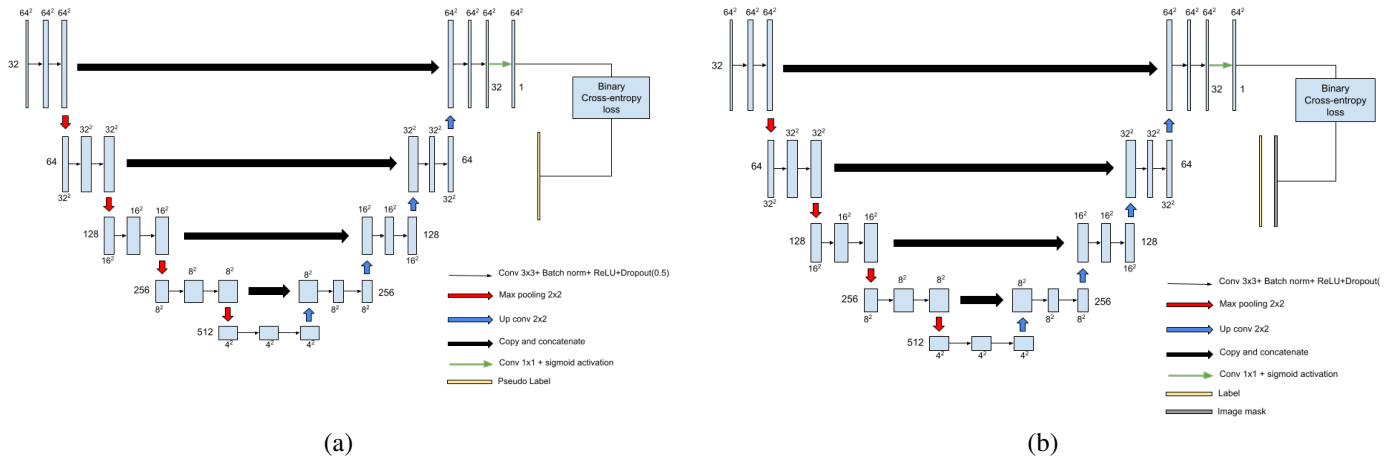 64² 64² 64²
64² 64² 64² 64²
32
32
1
Binary
Cross-entropy
loss
32² 32²
32² 32²
64
64
32²
32²
16² 16²
16² 16²
128
128
16²
16²
8² 8²
8²
256
256
8²
8² 8²
512
4² 4² 4²
Conv 3x3+ Batch norm+ ReLU+Dropout(0.5)
Max pooling 2x2
Up conv 2x2
Copy and concatenate
Conv 1x1 + sigmoid activation
Pseudo Label
(a)
64² 64² 64²
64² 64² 64² 64²
32
32
1
Binary
Cross-entropy
loss
32² 32²
32² 32²
64
64
32²
32²
16² 16²
16² 16²
128
128
16²
16²
8² 8²
8²
256
256
8²
8² 8²
512
4² 4² 4²
Conv 3x3+ Batch norm+ ReLU+Dropout(
Max pooling 2x2
Up conv 2x2
Copy and concatenate
Conv 1x1 + sigmoid activation
Label
Image mask
(b)